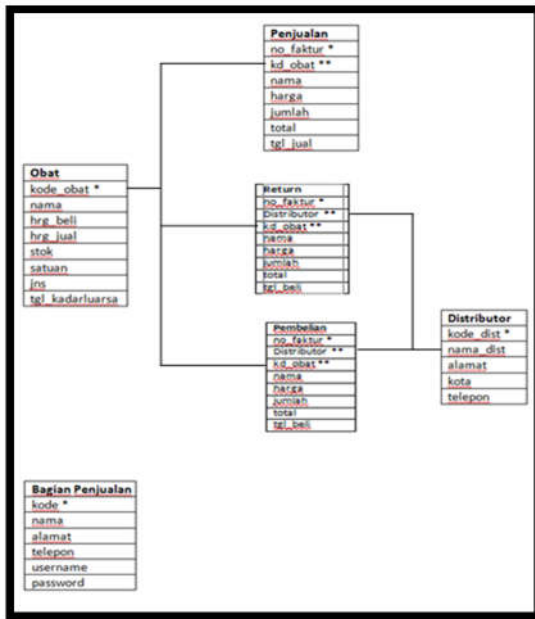 Penjualan
no_faktur *
kd_obat **
nama
harga
jumlah
total
tgl_jual
Obat
kode_obat *
nama
hrg_beli
hrg_jual
stok
satuan
jns
tgl_kadarluarsa
Return
no_faktur *
Distributor **
kd_obat **
nama
harga
jumlah
total
tgl_beli
Pembelian
no_faktur *
Distributor **
kd_obat **
nama
harga
jumlah
total
tgl_beli
Distributor
kode_dist *
nama_dist
alamat
kota
telepon
Bagian Penjualan
kode *
nama
alamat
telepon
username
password